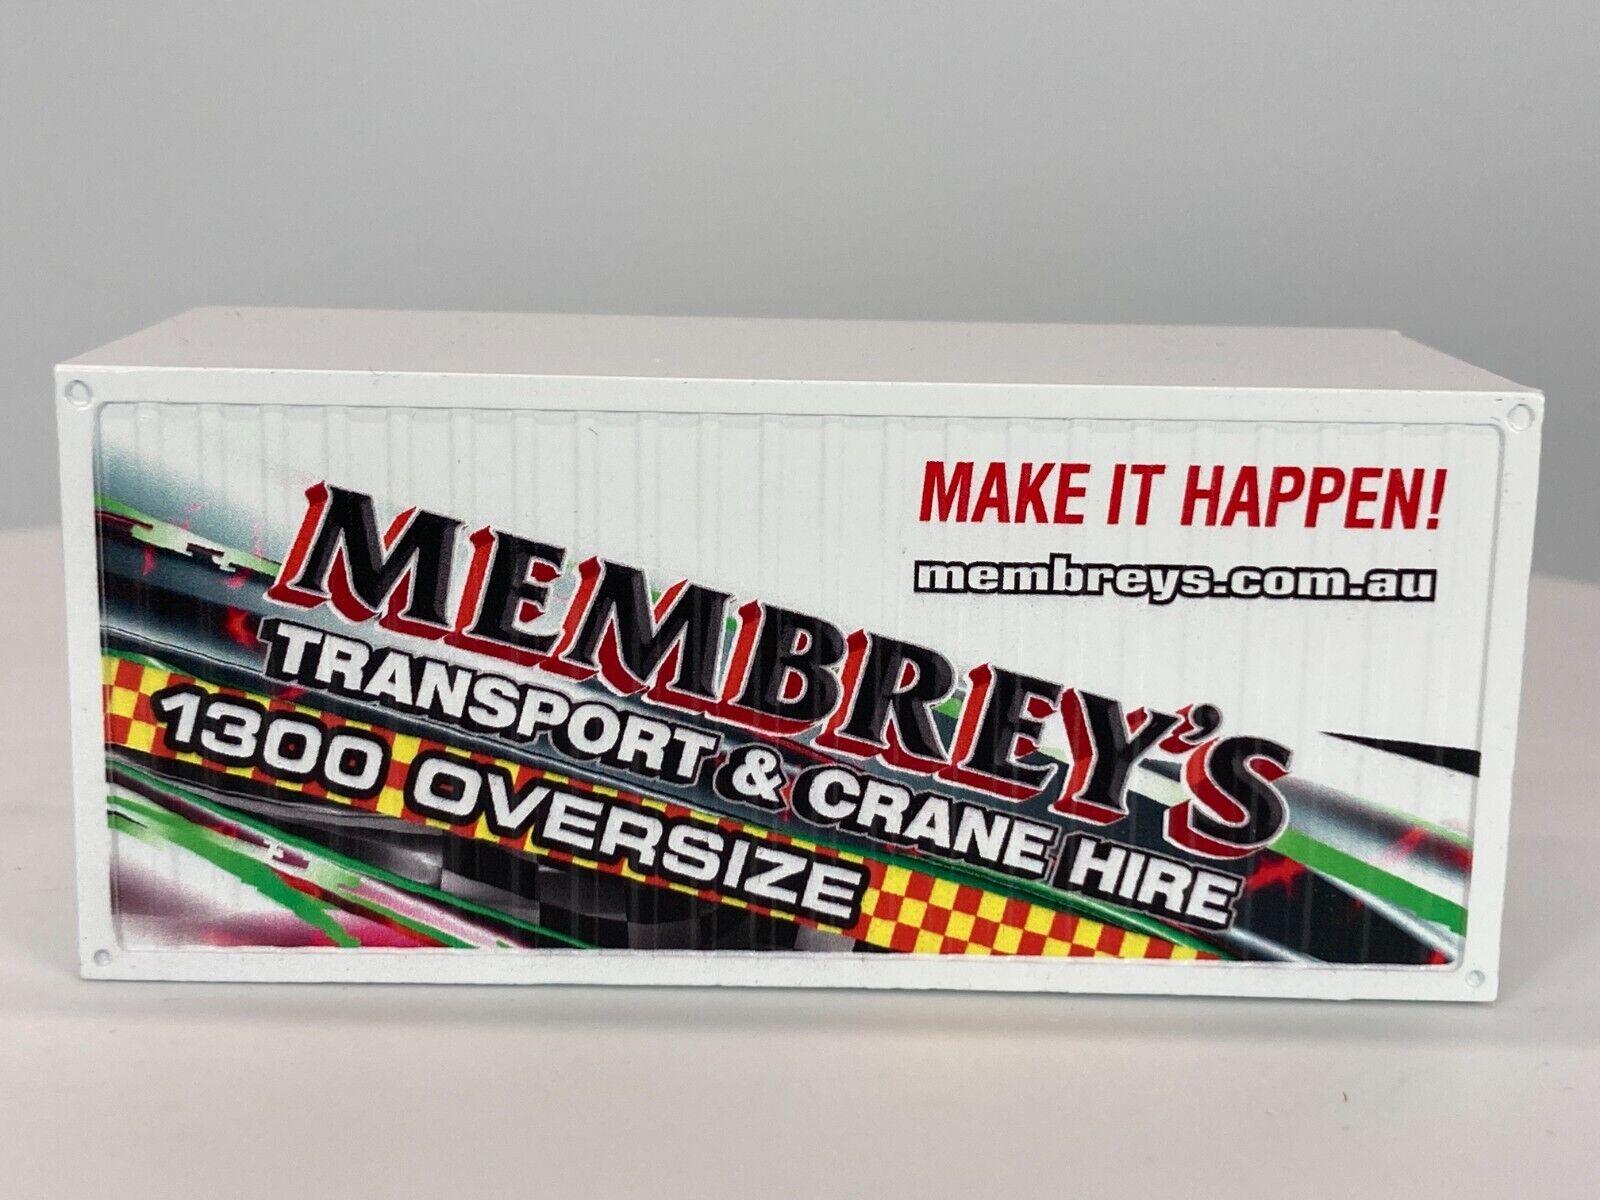 MAKE IT HAPPEN!
membreys.com.au
MEMBREY'S
TRANSPORT & CRANE HIRE
1300 OVERSIZE